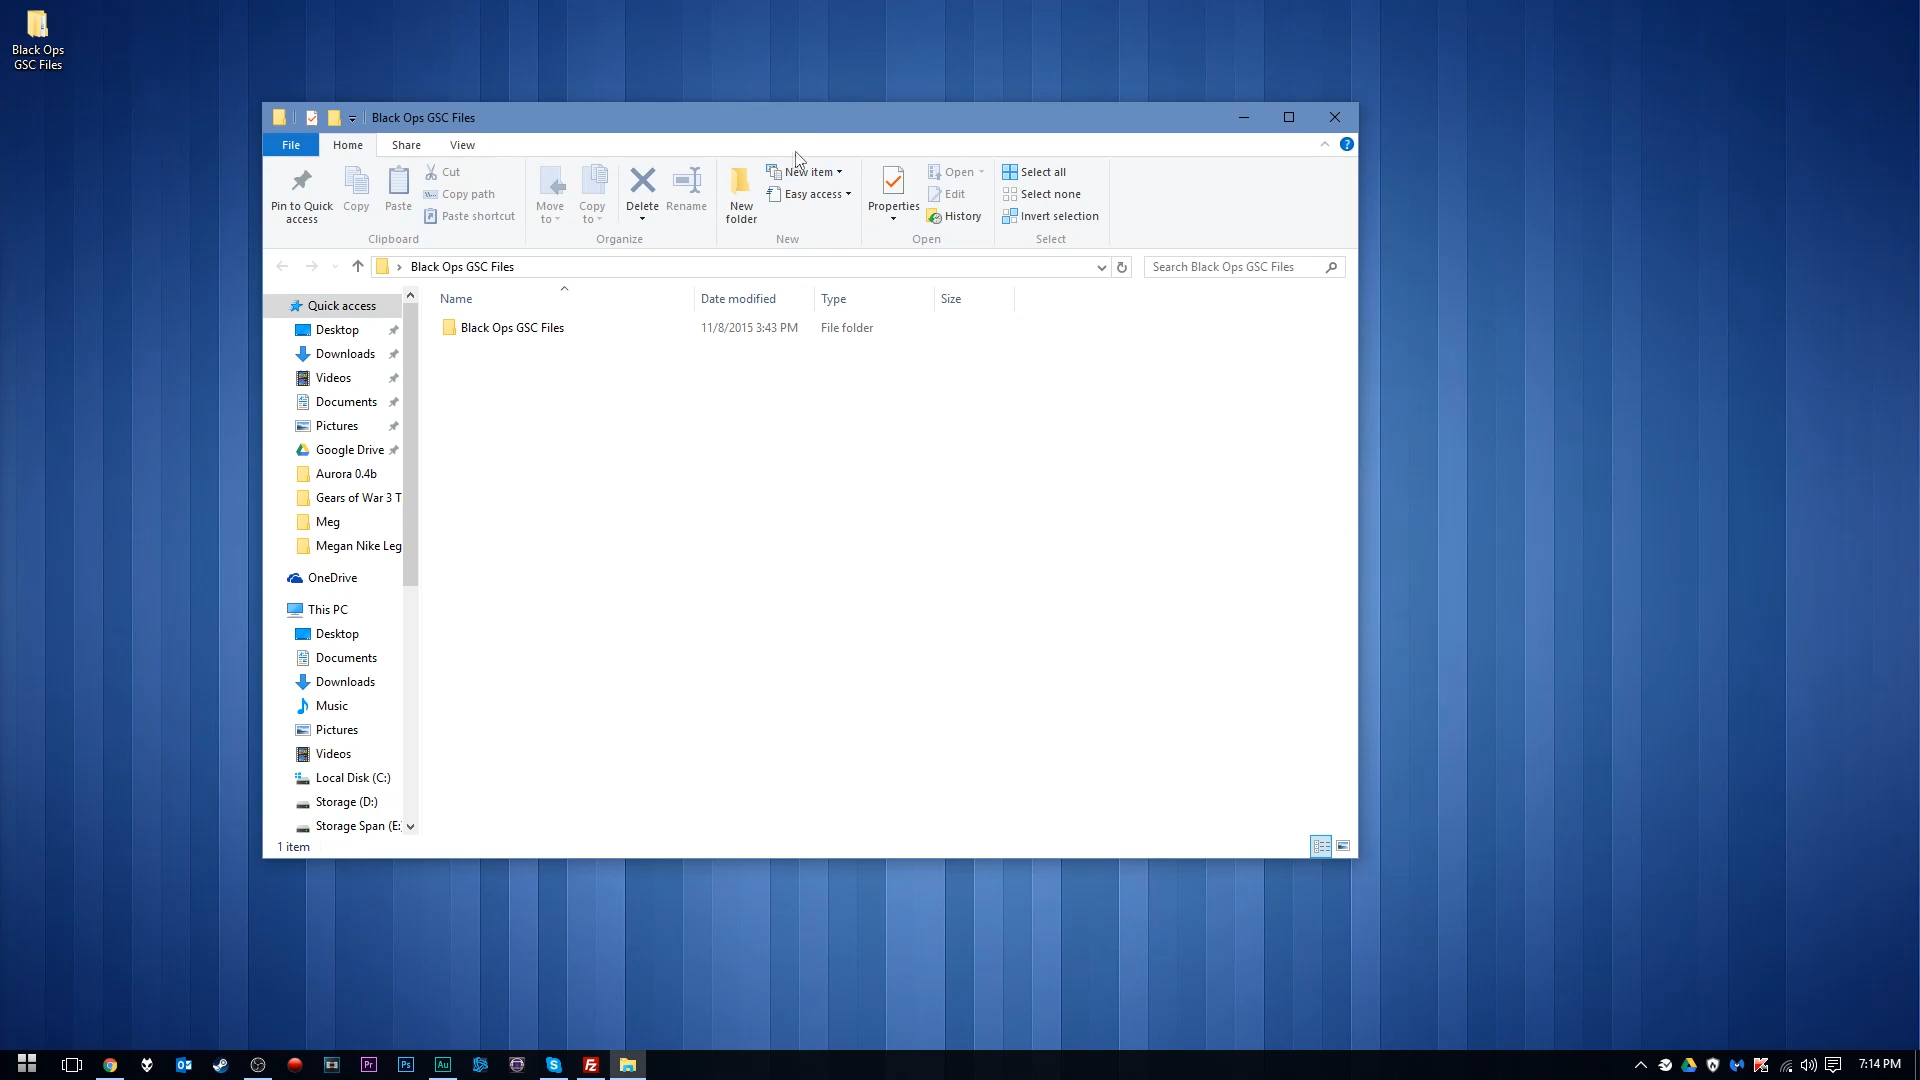 Black Ops
GSC Files
Black Ops GSC Files
File Home Share View
Pin to Quick
access
Copy
Paste
Cut
Copy path
Paste shortcut
Clipboard
Move
to
Copy
to
Delete
Rename
Organize
New
folder
New item
Easy access
New
Properties
Open
Edit
History
Open
Select all
Select none
Invert selection
Select
Black Ops GSC Files
Search Black Ops GSC Files
Name Date modified Type Size
Black Ops GSC Files 11/8/2015 3:43 PM File folder
Quick access
Desktop
Downloads
Videos
Documents
Pictures
Google Drive
Aurora 0.4b
Gears of War 3 T
Meg
Megan Nike Leg
OneDrive
This PC
Desktop
Documents
Downloads
Music
Pictures
Videos
Local Disk (C:)
Storage (D:)
Storage Span (E:
1 item
Pr
Ps
Au
7:14 PM